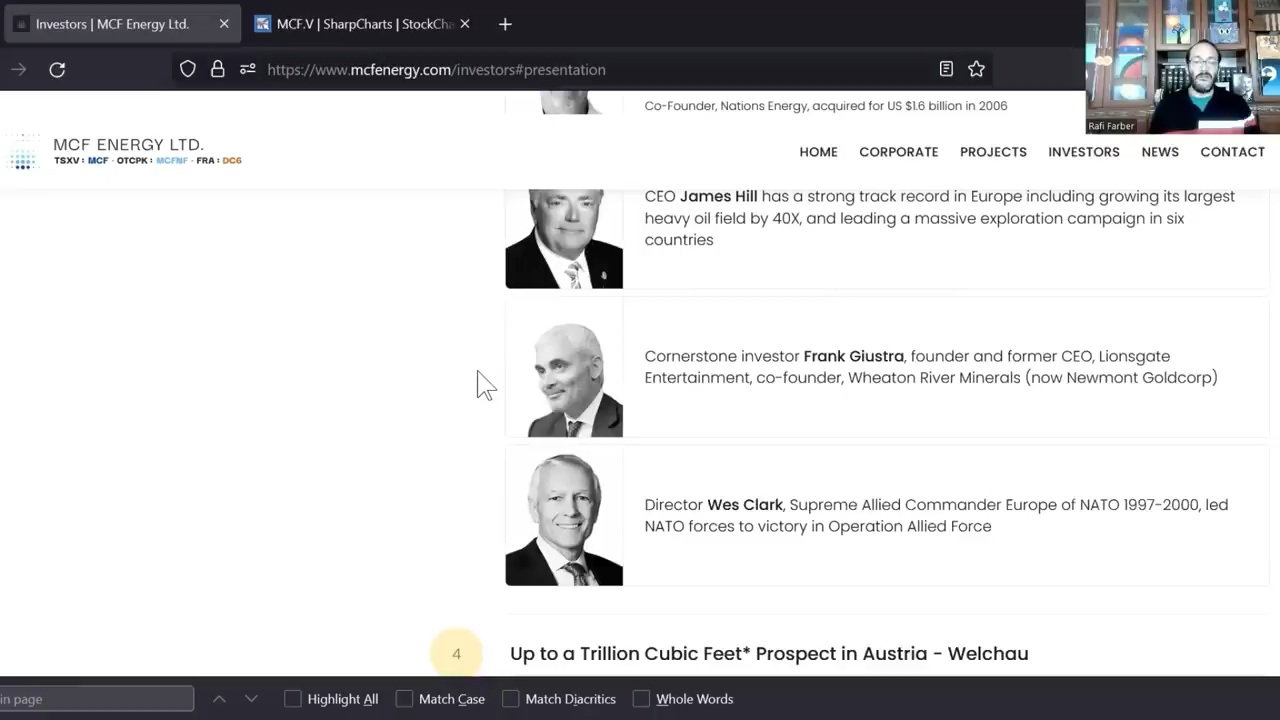 Investors | MCF Energy Ltd.
MCF.V | SharpCharts | StockCha
https://www.mcfenergy.com/investors#presentation
Rafi Farber
Co-Founder, Nations Energy, acquired for US $1.6 billion in 2006
MCF ENERGY LTD.
TSXV : MCF · OTCPK : MCFNF · FRA : DC6
HOME CORPORATE PROJECTS INVESTORS NEWS CONTACT
CEO James Hill has a strong track record in Europe including growing its largest
heavy oil field by 40X, and leading a massive exploration campaign in six
countries
Cornerstone investor Frank Giustra, founder and former CEO, Lionsgate
Entertainment, co-founder, Wheaton River Minerals (now Newmont Goldcorp)
Director Wes Clark, Supreme Allied Commander Europe of NATO 1997-2000, led
NATO forces to victory in Operation Allied Force
4
Up to a Trillion Cubic Feet* Prospect in Austria - Welchau
in page
Highlight All Match Case Match Diacritics Whole Words